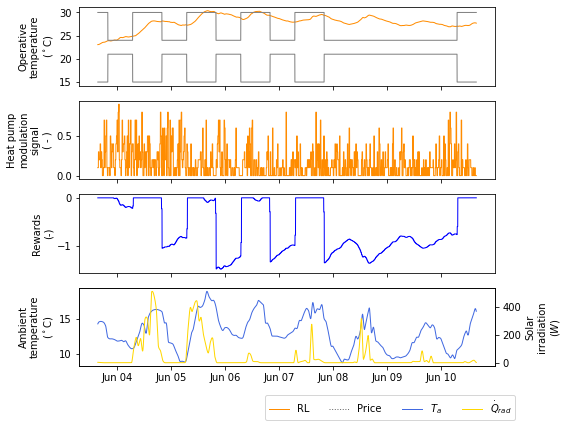 Operative
temperature
(°C)
30
25
20
15
Heat pump
modulation
signal
( - )
0.5
0.0
Rewards
(-)
0
−1
Ambient
temperature
(°C)
15
10
400
200
0
Solar
irradiation
(W)
Jun 04 Jun 05 Jun 06 Jun 07 Jun 08 Jun 09 Jun 10
RL Price T_a Q̇_rad